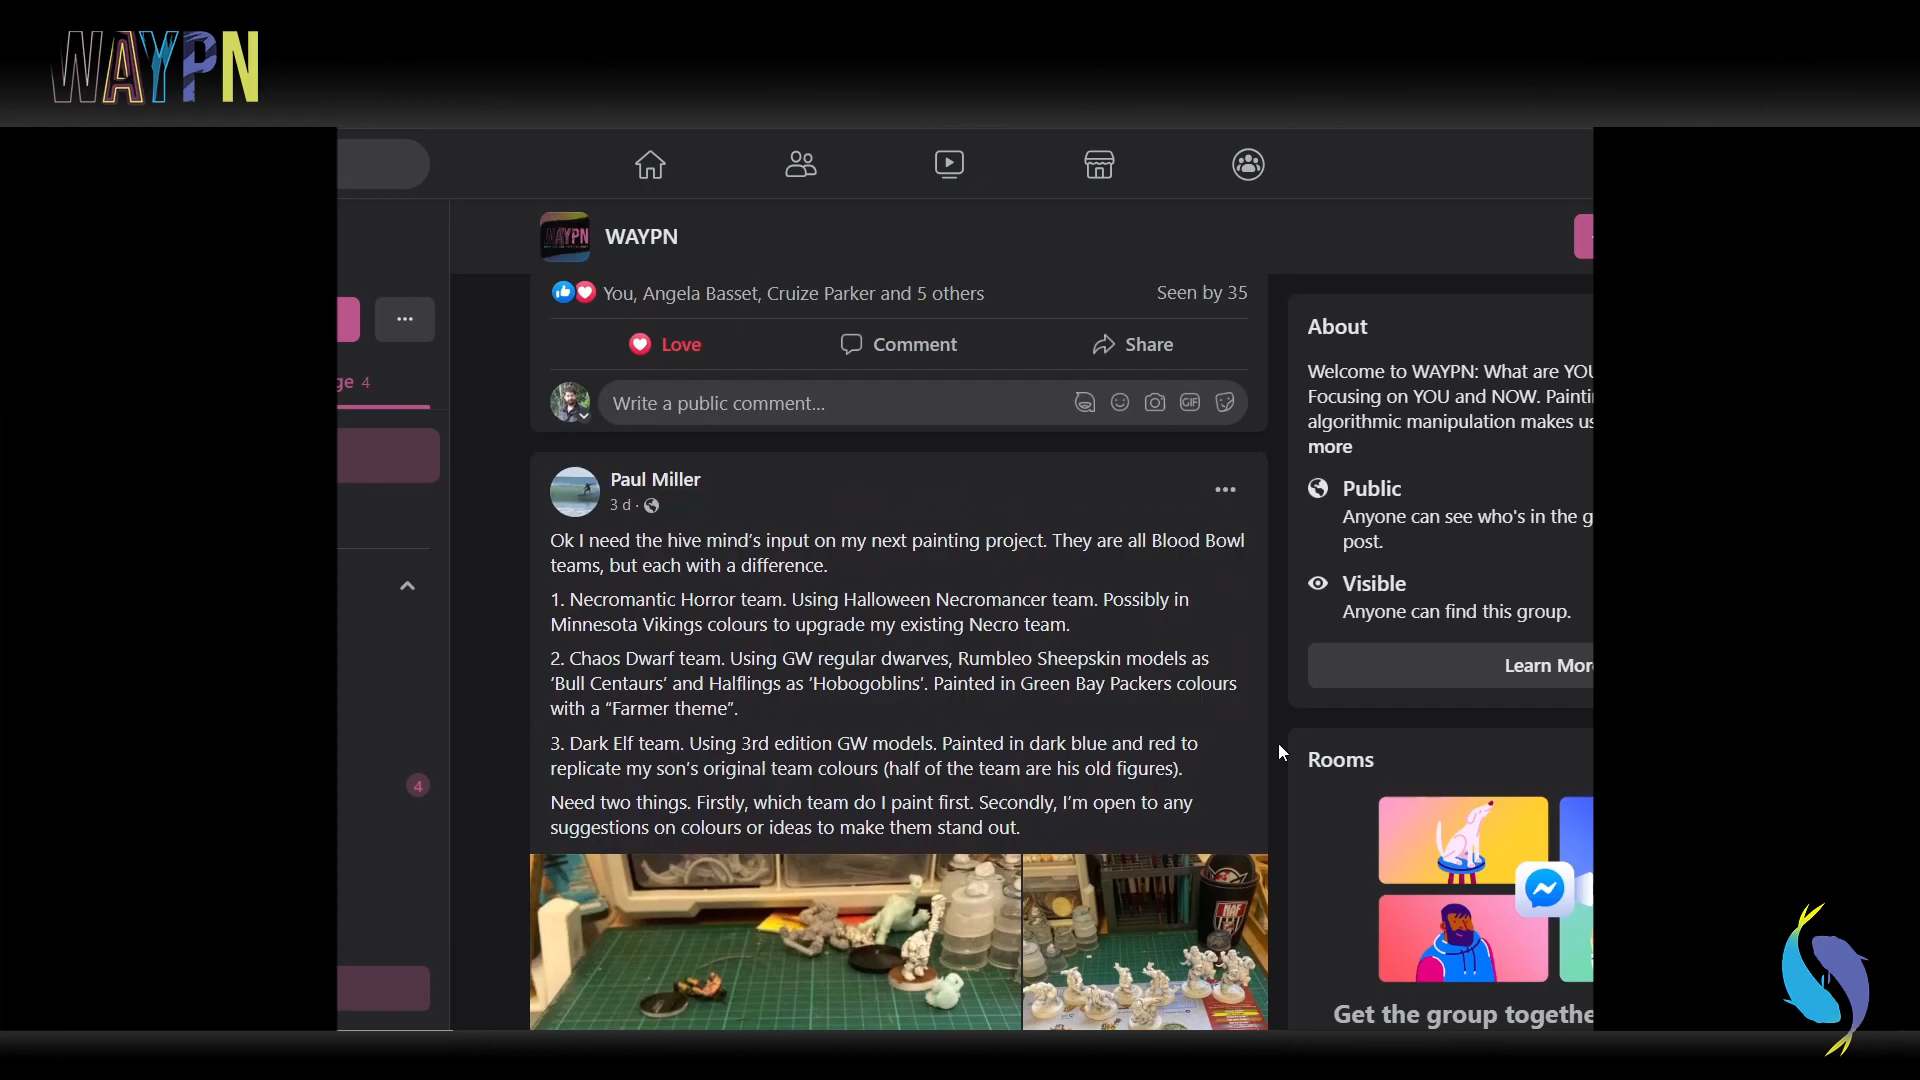 WAYPN
WAYPN
WAYPN
You, Angela Basset, Cruize Parker and 5 others
Seen by 35
Love
Comment
Share
Write a public comment...
GIF
ge 4
4
Paul Miller
3 d ·
Ok I need the hive mind’s input on my next painting project. They are all Blood Bowl
teams, but each with a difference.
1. Necromantic Horror team. Using Halloween Necromancer team. Possibly in
Minnesota Vikings colours to upgrade my existing Necro team.
2. Chaos Dwarf team. Using GW regular dwarves, Rumbleo Sheepskin models as
‘Bull Centaurs’ and Halflings as ’Hobogoblins’. Painted in Green Bay Packers colours
with a “Farmer theme”.
3. Dark Elf team. Using 3rd edition GW models. Painted in dark blue and red to
replicate my son’s original team colours (half of the team are his old figures).
Need two things. Firstly, which team do I paint first. Secondly, I’m open to any
suggestions on colours or ideas to make them stand out.
NAF
About
Welcome to WAYPN: What are YOU
Focusing on YOU and NOW. Painti
algorithmic manipulation makes us
more
Public
Anyone can see who's in the g
post.
Visible
Anyone can find this group.
Learn Mor
Rooms
Get the group togethe